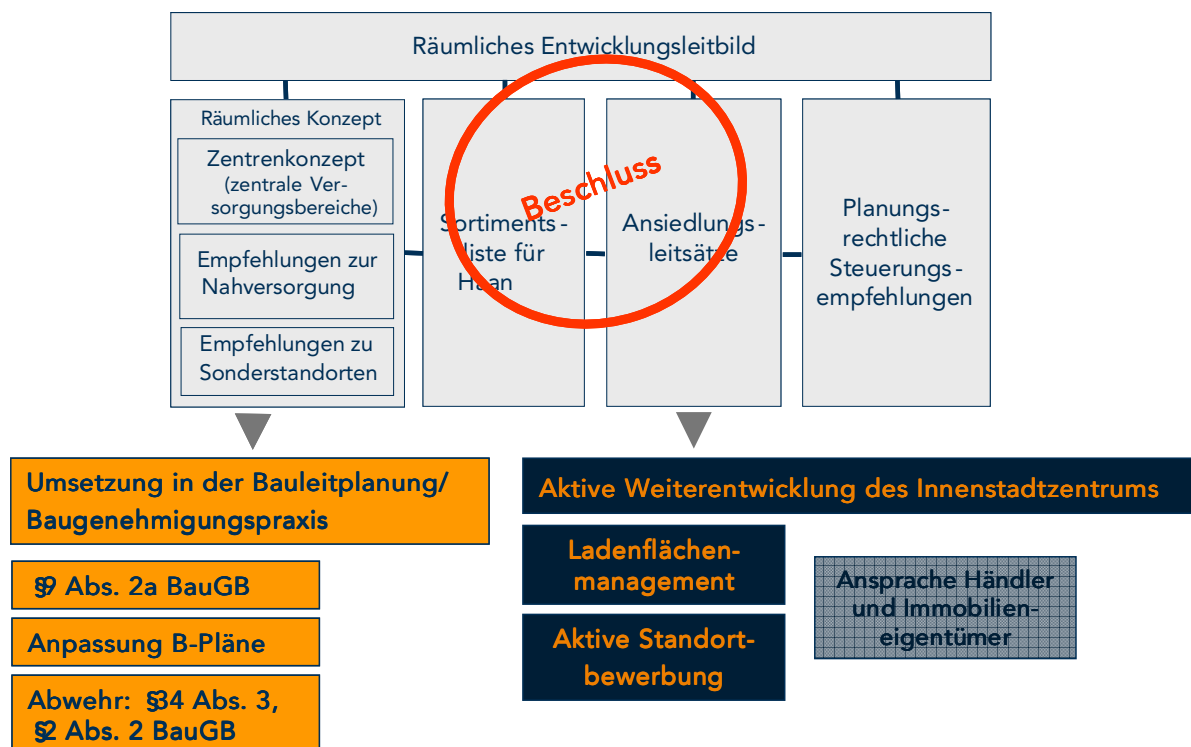 Räumliches Entwicklungsleitbild
Räumliches Konzept
Zentrenkonzept
(zentrale Ver-
sorgungsbereiche)
Empfehlungen zur
Nahversorgung
Empfehlungen zu
Sonderstandorten
Sortiments-
liste für
Haan
Ansiedlungs-
leitsätze
Beschluss
Planungs-
rechtliche
Steuerungs-
empfehlungen
Umsetzung in der Bauleitplanung/
Baugenehmigungspraxis
§9 Abs. 2a BauGB
Anpassung B-Pläne
Abwehr: §34 Abs. 3,
§2 Abs. 2 BauGB
Aktive Weiterentwicklung des Innenstadtzentrums
Ladenflächen-
management
Aktive Standort-
bewerbung
Ansprache Händler
und Immobilien-
eigentümer